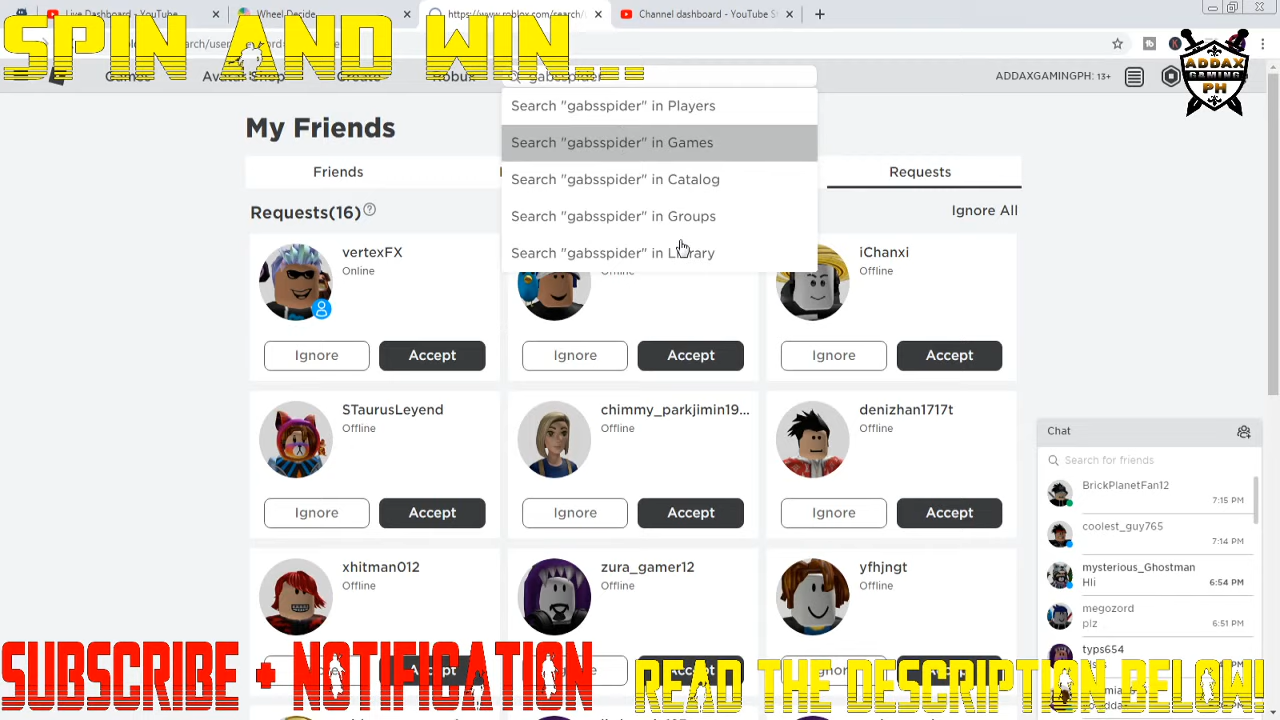 Live Dashboard - YouTube
Wheel Decide
https://www.roblox.com/search/
Channel dashboard - YouTube S
SPIN AND WIN...
search/use
Games
Avatar Shop
Create
Robux
gabsspider
ADDAXGAMINGPH: 13+
ADDAX
GAMING
PH
Search "gabsspider" in Players
Search "gabsspider" in Games
Search "gabsspider" in Catalog
Search "gabsspider" in Groups
Search "gabsspider" in Library
My Friends
Friends
Requests
Requests(16)
Ignore All
vertexFX
Online
Offline
iChanxi
Offline
Ignore
Accept
Ignore
Accept
Ignore
Accept
STaurusLeyend
Offline
chimmy_parkjimin19...
Offline
denizhan1717t
Offline
Ignore
Accept
Ignore
Accept
Ignore
Accept
xhitman012
Offline
zura_gamer12
Offline
yfhjngt
Offline
Chat
Search for friends
BrickPlanetFan12
7:15 PM
coolest_guy765
7:14 PM
mysterious_Ghostman
Hli
6:54 PM
megozord
plz
6:51 PM
typs654
SUBSCRIBE + NOTIFICATION
READ THE DESCRIPTION BELOW!